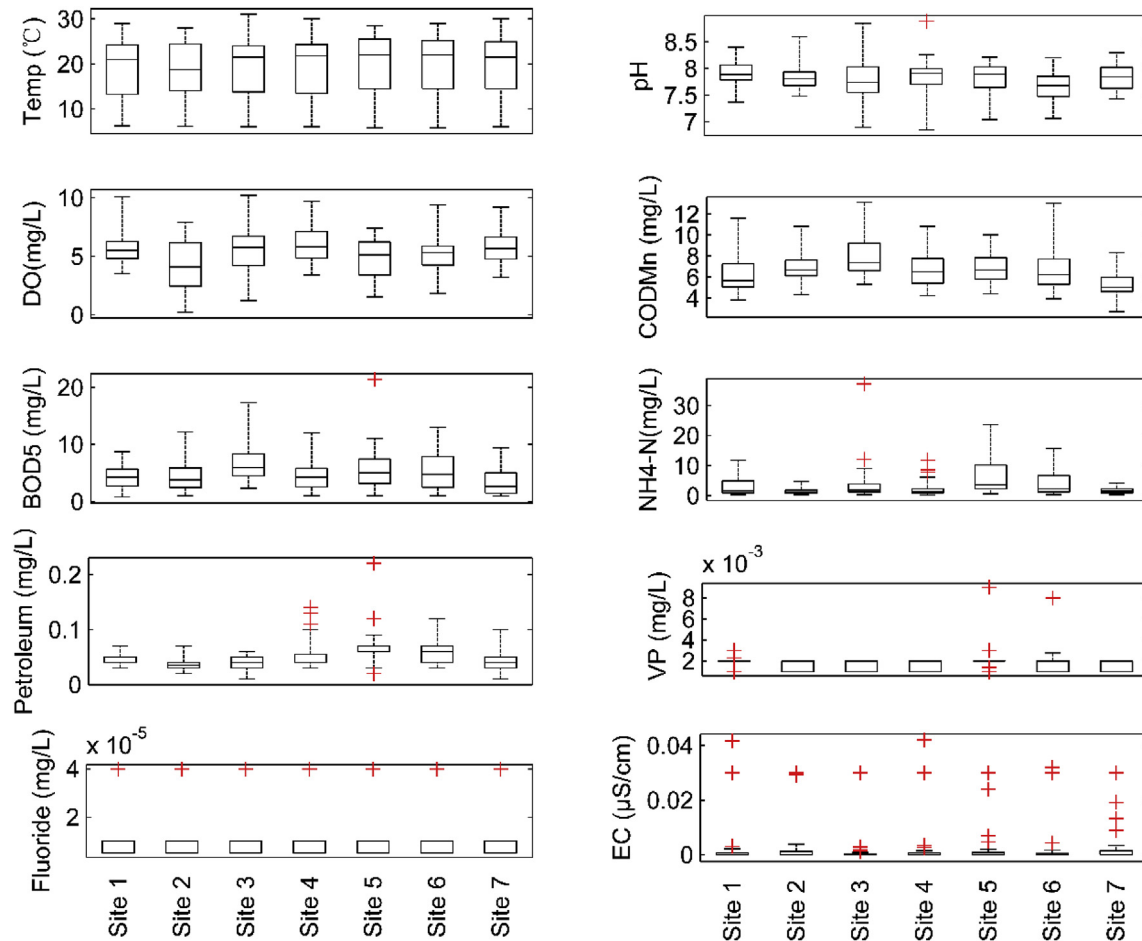 Temp (℃)
30
20
10
pH
8.5
8
7.5
7
DO(mg/L)
10
5
0
CODMn (mg/L)
12
10
8
6
4
BOD5 (mg/L)
20
10
0
NH4-N(mg/L)
30
20
10
0
Petroleum (mg/L)
0.2
0.1
0
x 10-3
VP (mg/L)
8
6
4
2
x 10-5
Fluoride (mg/L)
4
2
EC (μS/cm)
0.04
0.02
0
Site 1
Site 2
Site 3
Site 4
Site 5
Site 6
Site 7
Site 1
Site 2
Site 3
Site 4
Site 5
Site 6
Site 7